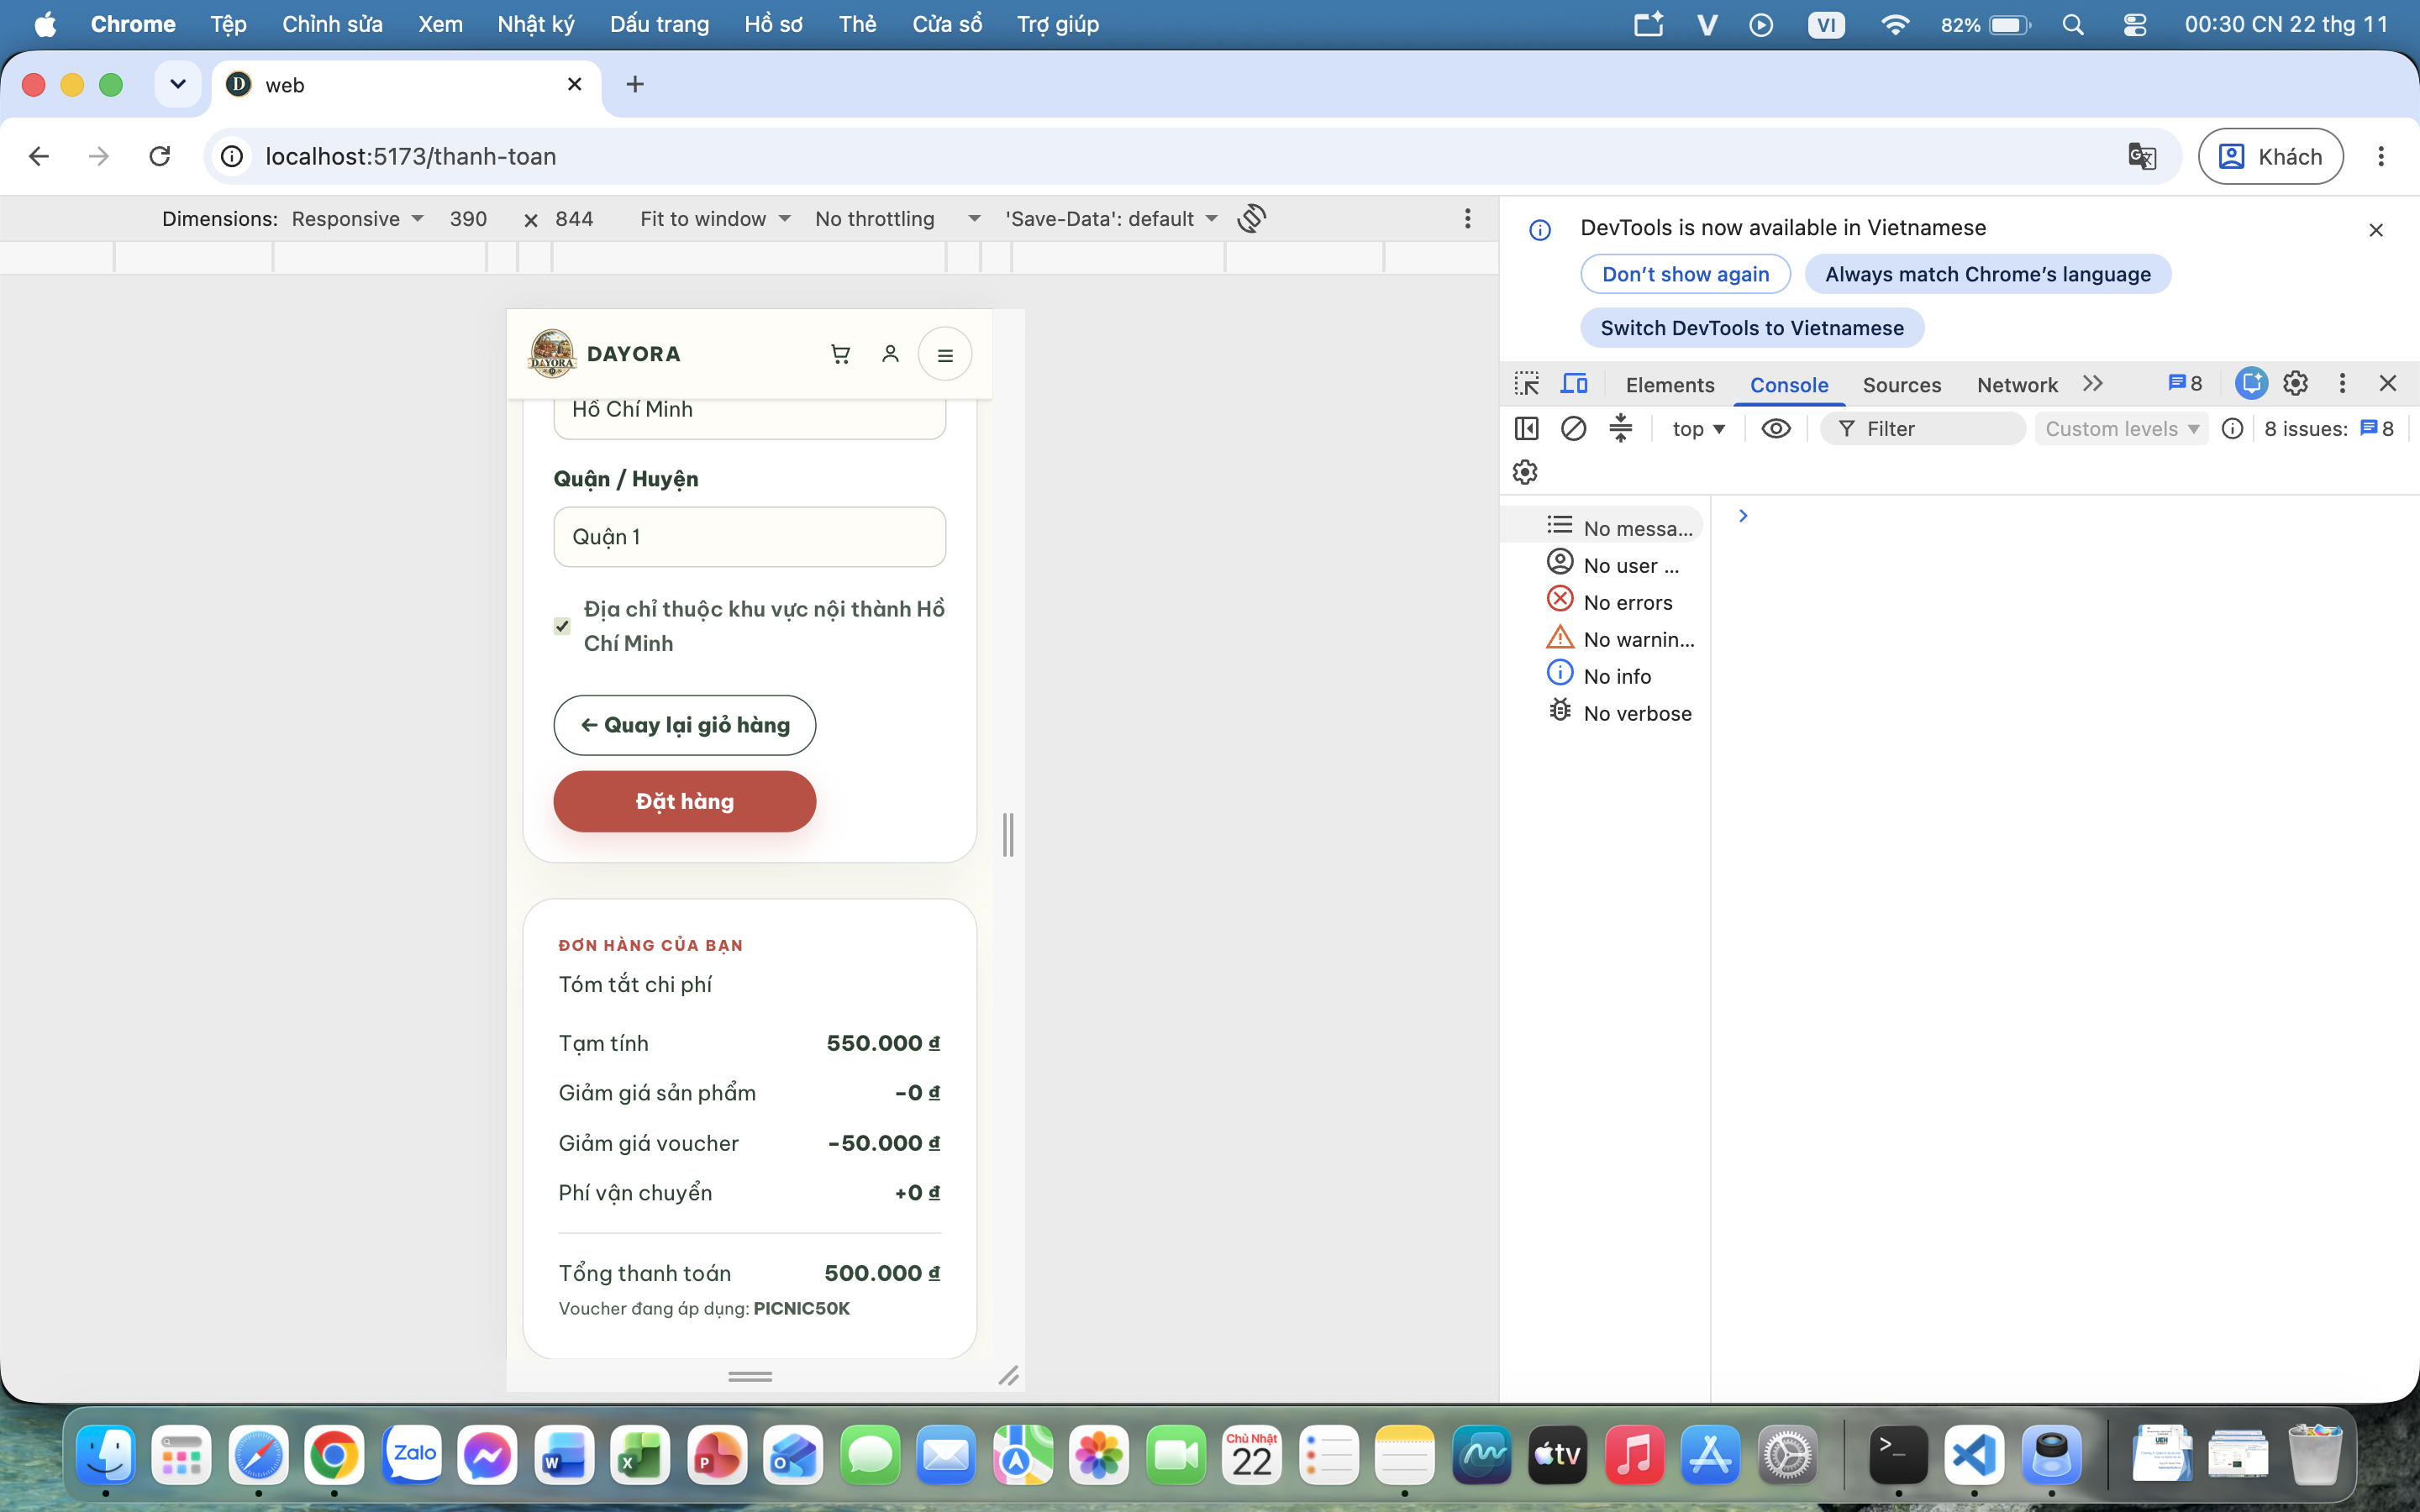 Chrome Tệp Chỉnh sửa Xem Nhật ký Dấu trang Hồ sơ Thẻ Cửa sổ Trợ giúp VI 82% 00:30 CN 22 thg 11
web
localhost:5173/thanh-toan Khách
Dimensions: Responsive 390 × 844 Fit to window No throttling 'Save-Data': default
DevTools is now available in Vietnamese
Don't show again Always match Chrome's language
Switch DevTools to Vietnamese
Elements Console Sources Network 8
top Filter Custom levels 8 issues: 8
No messa...
No user ...
No errors
No warnin...
No info
No verbose
DAYORA DAYORA
Hồ Chí Minh
Quận / Huyện
Quận 1
Địa chỉ thuộc khu vực nội thành Hồ
Chí Minh
← Quay lại giỏ hàng
Đặt hàng
ĐƠN HÀNG CỦA BẠN
Tóm tắt chi phí
Tạm tính 550.000 ₫
Giảm giá sản phẩm -0 ₫
Giảm giá voucher -50.000 ₫
Phí vận chuyển +0 ₫
Tổng thanh toán 500.000 ₫
Voucher đang áp dụng: PICNIC50K
Zalo
Chủ Nhật
22
tv